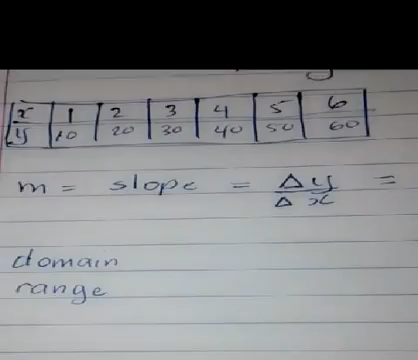 x 1 2 3 4 5 6
y 10 20 30 40 50 60
m = slope = Δy/Δx =
domain
range